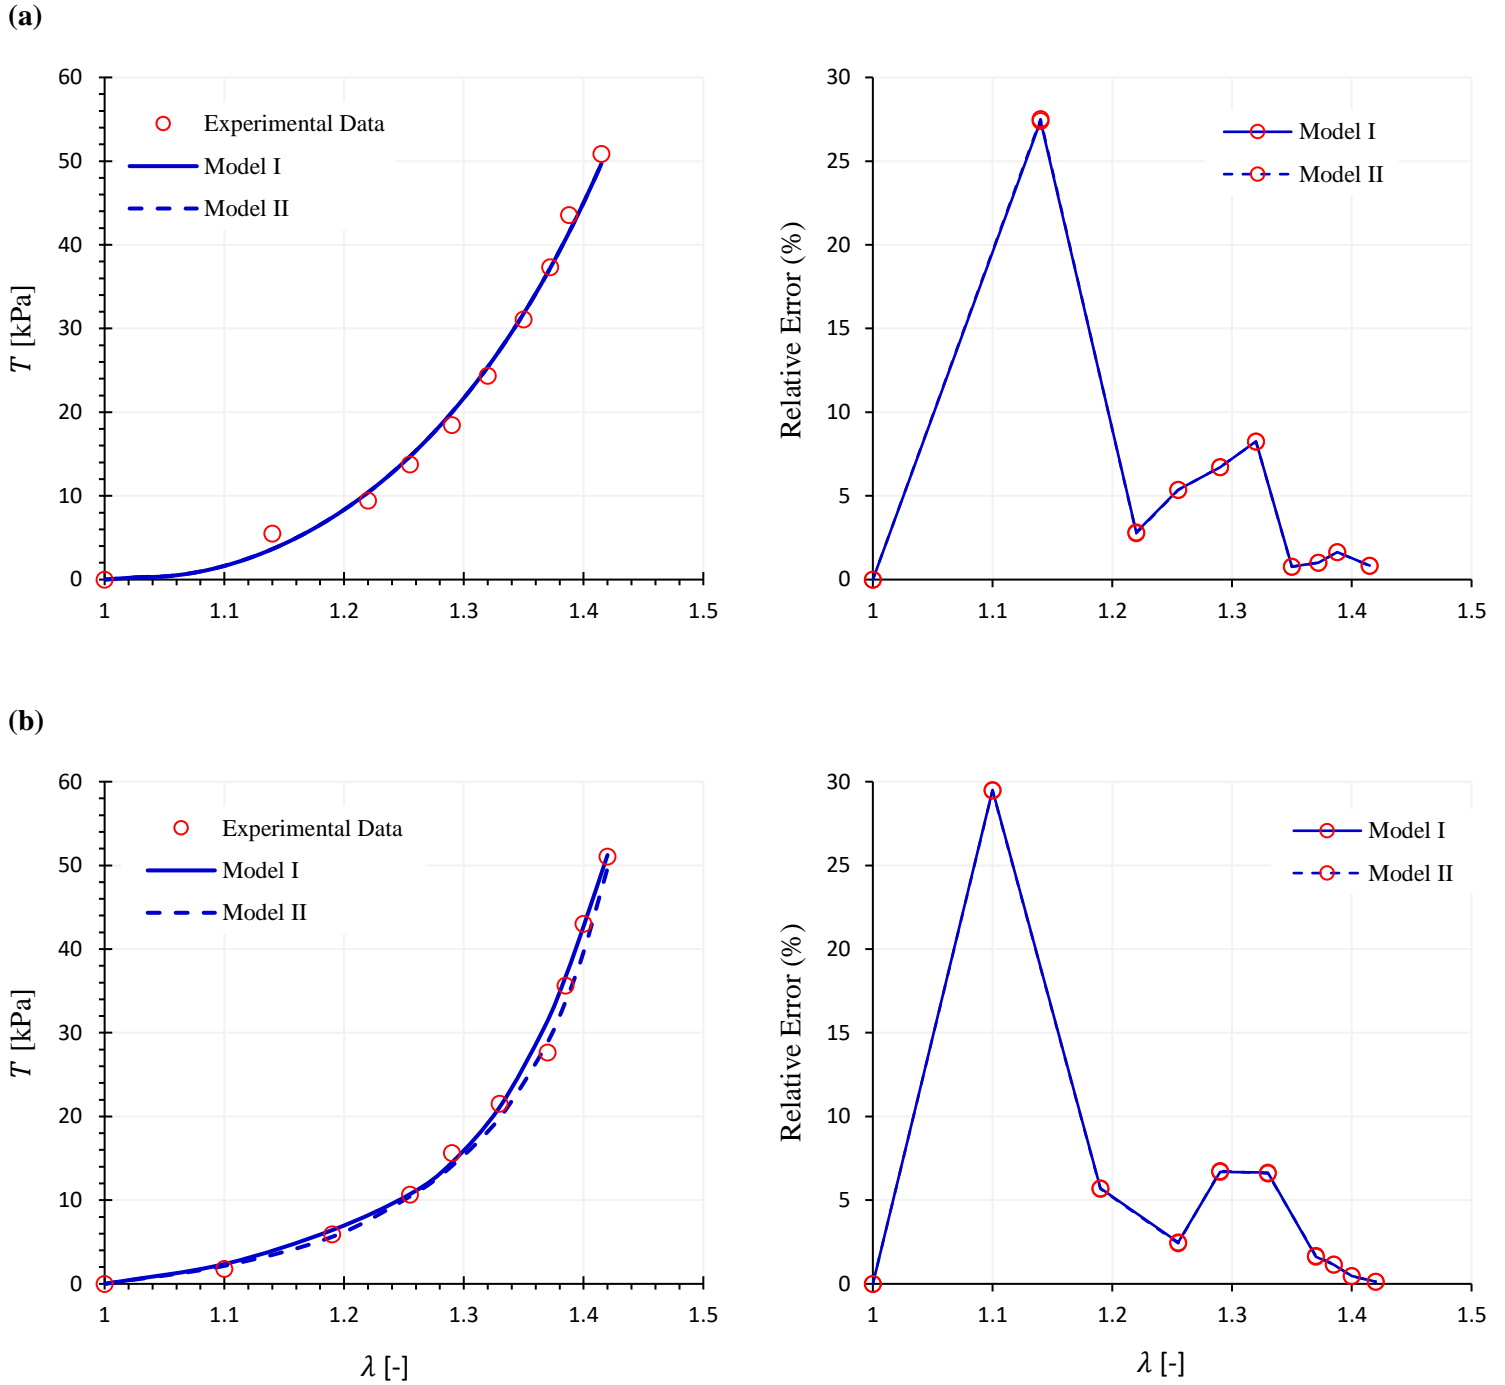 (a)
60
50
40
30
20
10
0
T [kPa]
Experimental Data
Model I
Model II
1 1.1 1.2 1.3 1.4 1.5
30
25
20
15
10
5
0
Relative Error (%)
Model I
Model II
1 1.1 1.2 1.3 1.4 1.5
(b)
60
50
40
30
20
10
0
T [kPa]
Experimental Data
Model I
Model II
1 1.1 1.2 1.3 1.4 1.5
λ [-]
30
25
20
15
10
5
0
Relative Error (%)
Model I
Model II
1 1.1 1.2 1.3 1.4 1.5
λ [-]